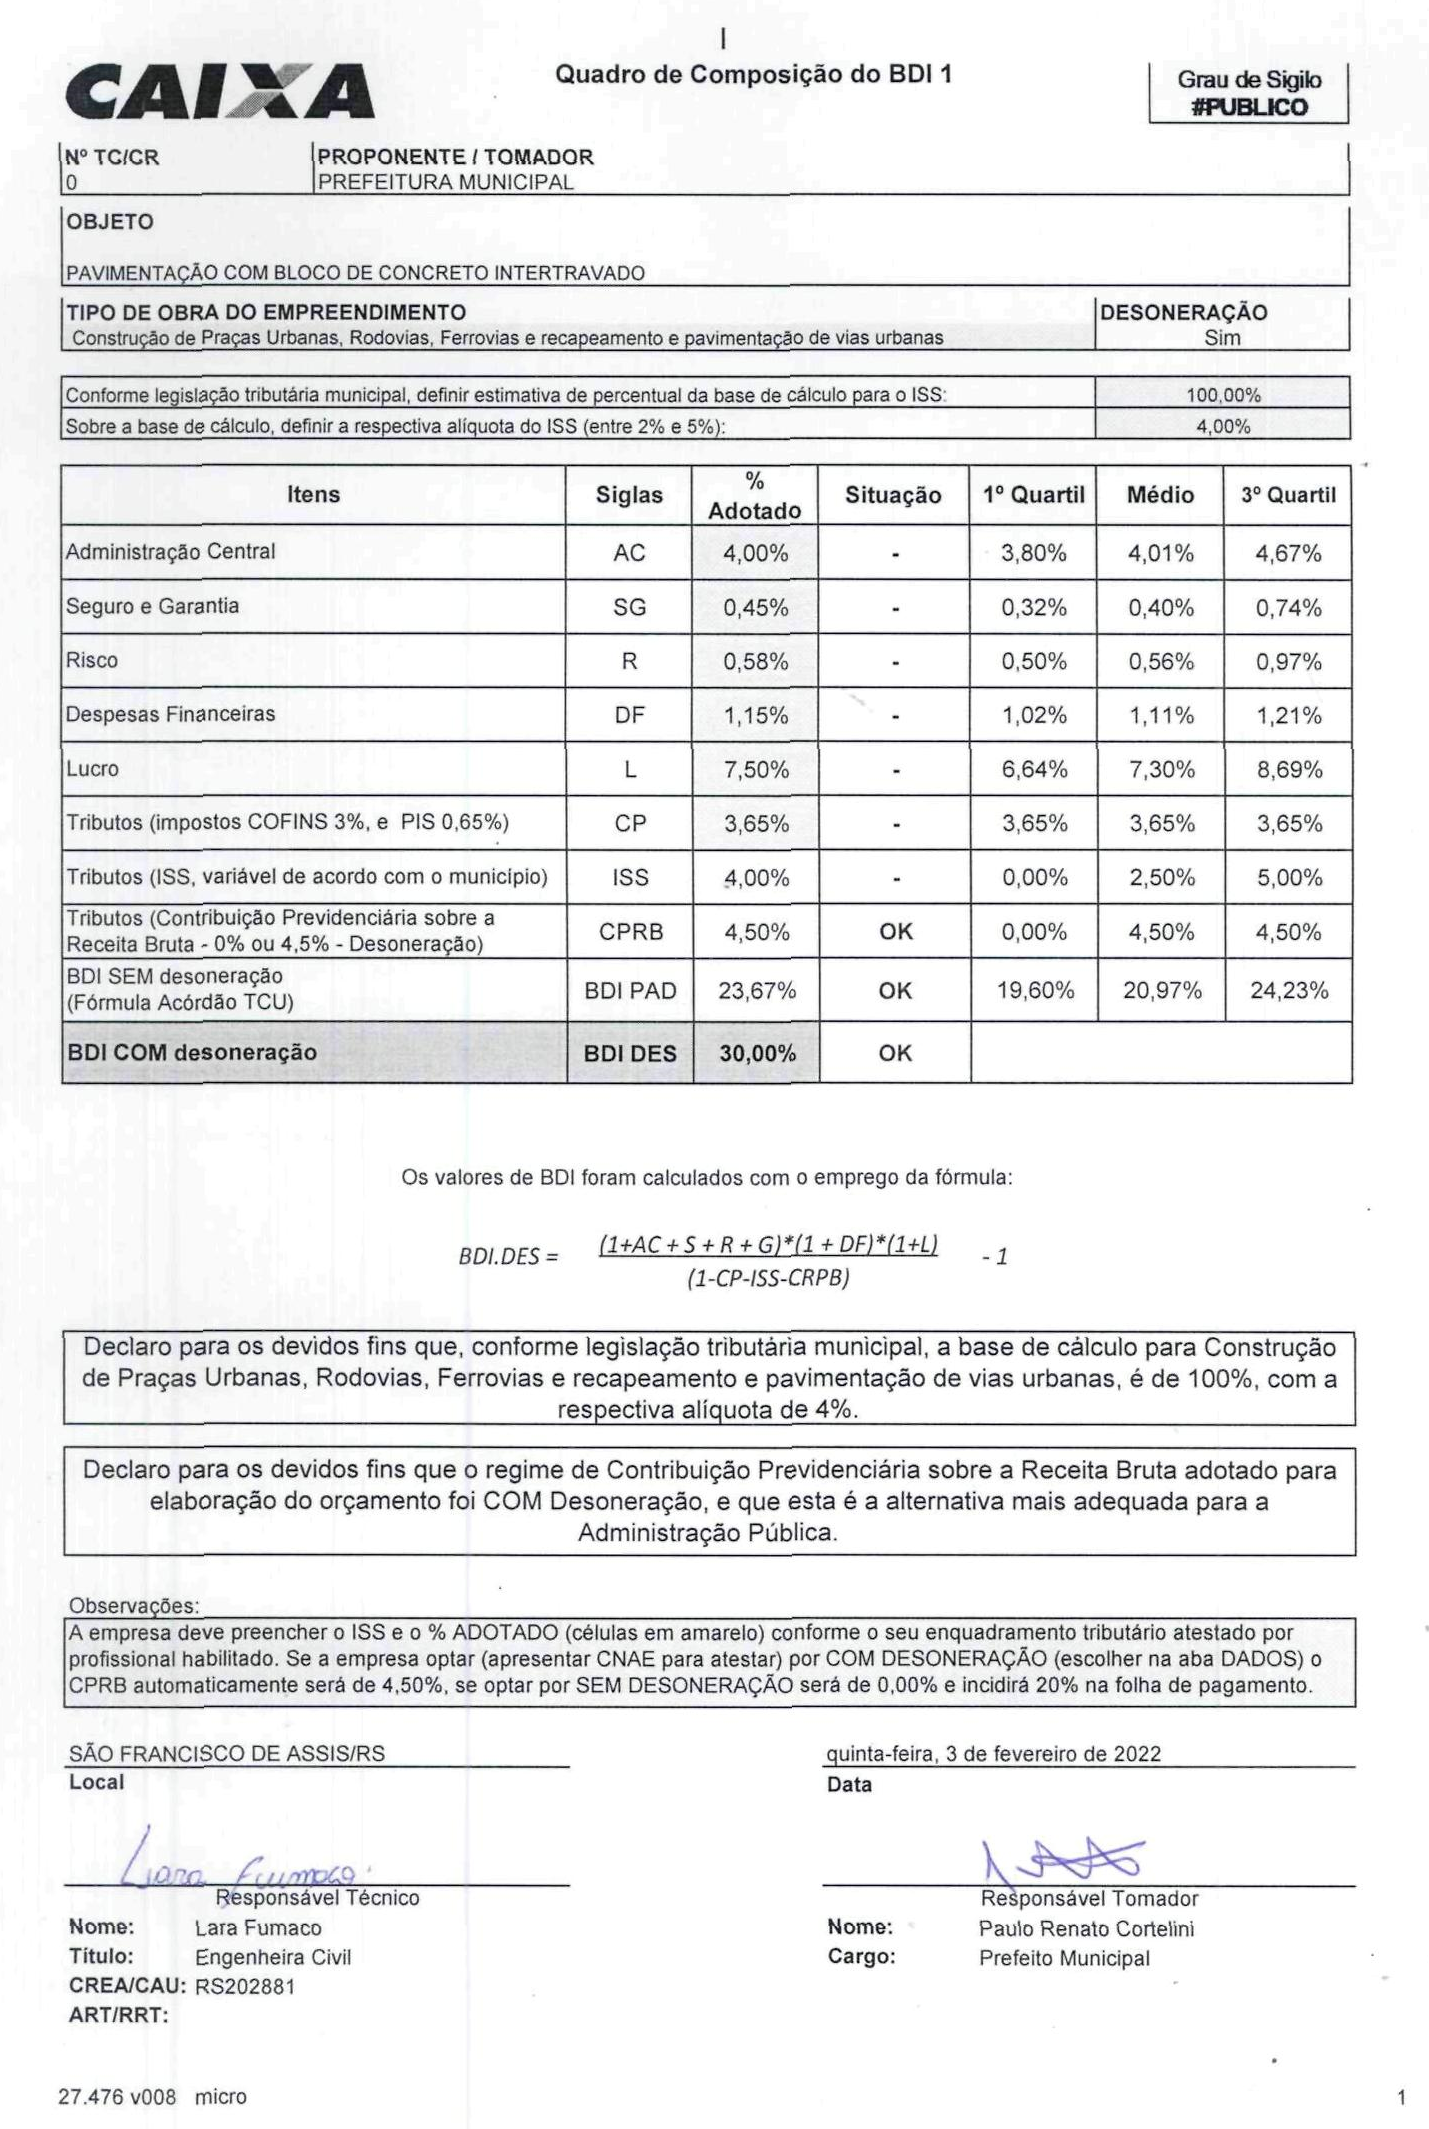 CAIXA
Quadro de Composição do BDI 1
Grau de Sigilo
#PUBLICO
Nº TC/CR
0
PROPONENTE / TOMADOR
PREFEITURA MUNICIPAL
OBJETO
PAVIMENTAÇÃO COM BLOCO DE CONCRETO INTERTRAVADO
TIPO DE OBRA DO EMPREENDIMENTO
Construção de Praças Urbanas, Rodovias, Ferrovias e recapeamento e pavimentação de vias urbanas
DESONERAÇÃO
Sim
Conforme legislação tributária municipal, definir estimativa de percentual da base de cálculo para o ISS: 100,00%
Sobre a base de cálculo, definir a respectiva alíquota do ISS (entre 2% e 5%): 4,00%
Itens Siglas % Adotado Situação 1º Quartil Médio 3º Quartil
Administração Central AC 4,00% - 3,80% 4,01% 4,67%
Seguro e Garantia SG 0,45% - 0,32% 0,40% 0,74%
Risco R 0,58% - 0,50% 0,56% 0,97%
Despesas Financeiras DF 1,15% - 1,02% 1,11% 1,21%
Lucro L 7,50% - 6,64% 7,30% 8,69%
Tributos (impostos COFINS 3%, e PIS 0,65%) CP 3,65% - 3,65% 3,65% 3,65%
Tributos (ISS, variável de acordo com o município) ISS 4,00% - 0,00% 2,50% 5,00%
Tributos (Contribuição Previdenciária sobre a
Receita Bruta - 0% ou 4,5% - Desoneração) CPRB 4,50% OK 0,00% 4,50% 4,50%
BDI SEM desoneração
(Fórmula Acórdão TCU) BDI PAD 23,67% OK 19,60% 20,97% 24,23%
BDI COM desoneração BDI DES 30,00% OK
Os valores de BDI foram calculados com o emprego da fórmula:
BDI.DES = (1+AC + S + R + G)*(1 + DF)*(1+L) - 1
(1-CP-ISS-CRPB)
Declaro para os devidos fins que, conforme legislação tributária municipal, a base de cálculo para Construção
de Praças Urbanas, Rodovias, Ferrovias e recapeamento e pavimentação de vias urbanas, é de 100%, com a
respectiva alíquota de 4%.
Declaro para os devidos fins que o regime de Contribuição Previdenciária sobre a Receita Bruta adotado para
elaboração do orçamento foi COM Desoneração, e que esta é a alternativa mais adequada para a
Administração Pública.
Observações:
A empresa deve preencher o ISS e o % ADOTADO (células em amarelo) conforme o seu enquadramento tributário atestado por
profissional habilitado. Se a empresa optar (apresentar CNAE para atestar) por COM DESONERAÇÃO (escolher na aba DADOS) o
CPRB automaticamente será de 4,50%, se optar por SEM DESONERAÇÃO será de 0,00% e incidirá 20% na folha de pagamento.
SÃO FRANCISCO DE ASSIS/RS
Local
quinta-feira, 3 de fevereiro de 2022
Data
Lara Fumaco
Responsável Técnico
Nome: Lara Fumaco
Título: Engenheira Civil
CREA/CAU: RS202881
ART/RRT:
Responsável Tomador
Nome: Paulo Renato Cortelini
Cargo: Prefeito Municipal
27.476 v008 micro
1